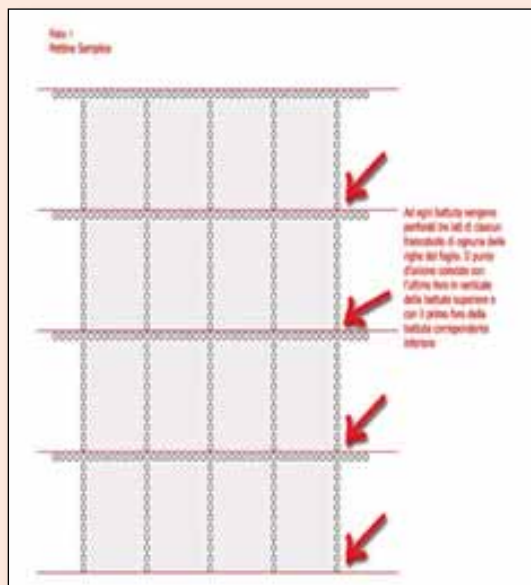 Foto 1
Pettine Semplice
Ad ogni battuta vengono
perforati tre lati di ciascun
francobollo di ognuna delle
righe del foglio. Il punto
d'unione coincide con
l'ultimo foro in verticale
della battuta superiore e
con il primo foro della
battuta corrispondente
inferiore